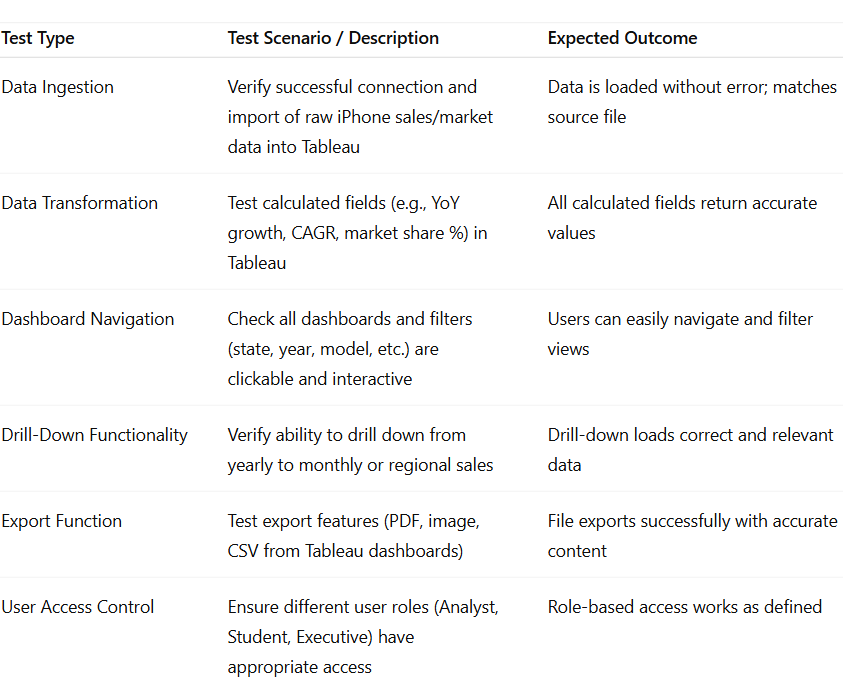 Test Type Test Scenario / Description Expected Outcome
Data Ingestion Verify successful connection and Data is loaded without error; matches
import of raw iPhone sales/market source file
data into Tableau
Data Transformation Test calculated fields (e.g., YoY All calculated fields return accurate
growth, CAGR, market share %) in values
Tableau
Dashboard Navigation Check all dashboards and filters Users can easily navigate and filter
(state, year, model, etc.) are views
clickable and interactive
Drill-Down Functionality Verify ability to drill down from Drill-down loads correct and relevant
yearly to monthly or regional sales data
Export Function Test export features (PDF, image, File exports successfully with accurate
CSV from Tableau dashboards) content
User Access Control Ensure different user roles (Analyst, Role-based access works as defined
Student, Executive) have
appropriate access